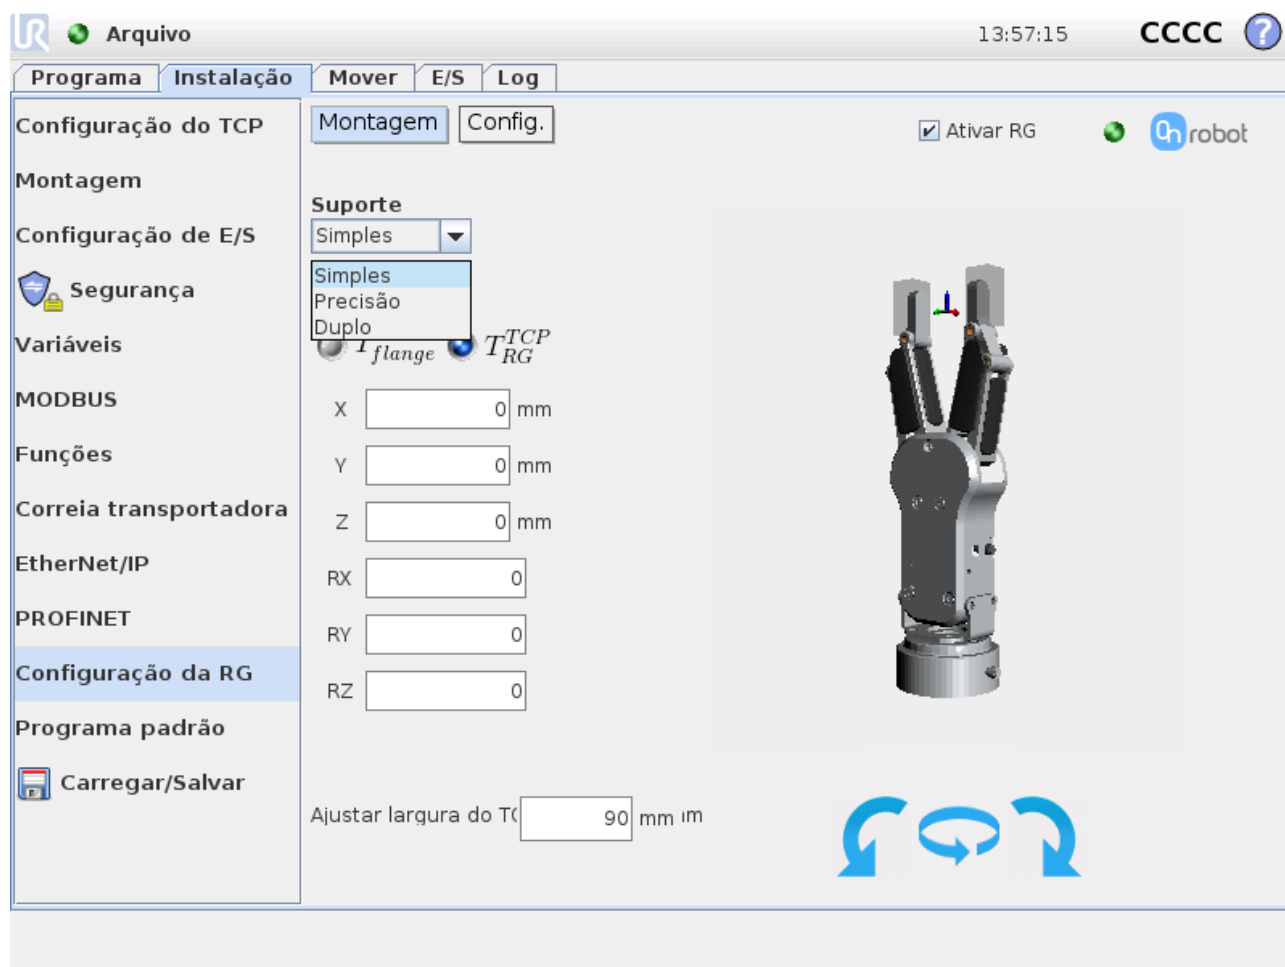 UR Arquivo 13:57:15 CCCC ?
Programa Instalação Mover E/S Log
Configuração do TCP
Montagem
Configuração de E/S
Segurança
Variáveis
MODBUS
Funções
Correia transportadora
EtherNet/IP
PROFINET
Configuração da RG
Programa padrão
Carregar/Salvar
Montagem Config.
Ativar RG
On robot
Suporte
Simples
Simples
Precisão
Duplo
flange T TCP RG
X 0 mm
Y 0 mm
Z 0 mm
RX 0
RY 0
RZ 0
Ajustar largura do 90 mm